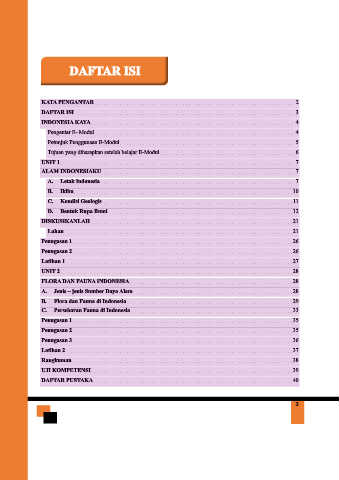 DAFTAR ISI
KATA PENGANTAR 2
DAFTAR ISI 3
INDONESIA KAYA 4
Pengantar E- Modul 4
Petunjuk Penggunaan E-Modul 5
Tujuan yang diharapkan setelah belajar E-Modul 6
UNIT 1 7
ALAM INDONESIAKU 7
A. Letak Indonesia 7
B. Iklim 10
C. Kondisi Geologis 11
D. Bentuk Rupa Bumi 12
DISKUSIKANLAH 21
Lahan 21
Penugasan 1 26
Penugasan 2 26
Latihan 1 27
UNIT 2 28
FLORA DAN FAUNA INDONESIA 28
A. Jenis – jenis Sumber Daya Alam 28
B. Flora dan Fauna di Indonesia 29
C. Persebaran Fauna di Indonesia 33
Penugasan 1 35
Penugasan 2 35
Penugasan 3 36
Latihan 2 37
Rangkuman 38
UJI KOMPETENSI 39
DAFTAR PUSTAKA 40
3